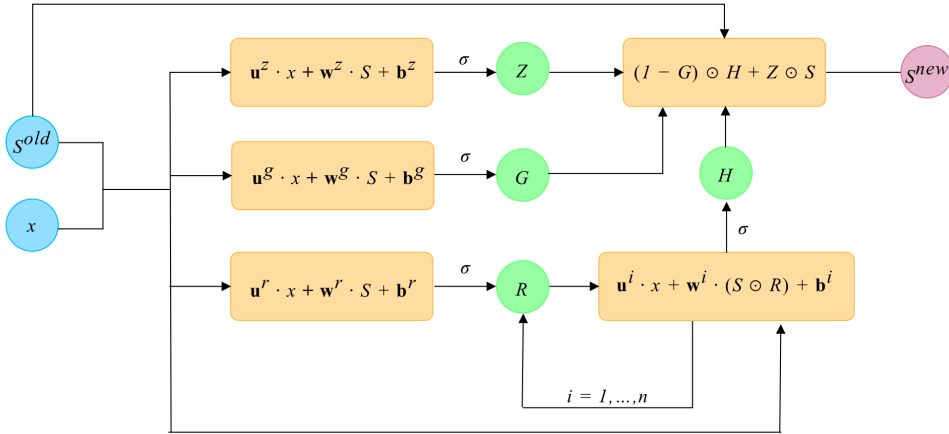 u^z · x + w^z · S + b^z
σ
Z
(1 − G) ⊙ H + Z ⊙ S
S^new
S^old
u^g · x + w^g · S + b^g
σ
G
H
x
σ
u^r · x + w^r · S + b^r
σ
R
u^i · x + w^i · (S ⊙ R) + b^i
i = 1,...,n